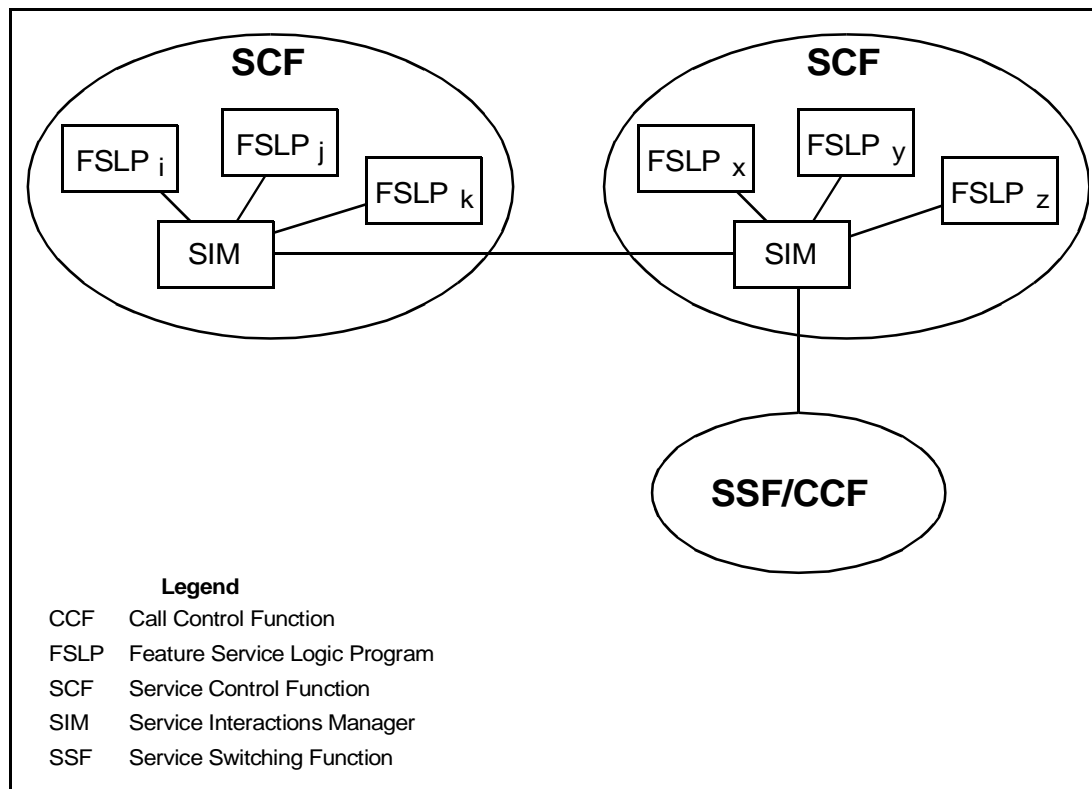 SCF
SCF
FSLP i
FSLP j
FSLP k
FSLP x
FSLP y
FSLP z
SIM
SIM
SSF/CCF
Legend
CCF Call Control Function
FSLP Feature Service Logic Program
SCF Service Control Function
SIM Service Interactions Manager
SSF Service Switching Function